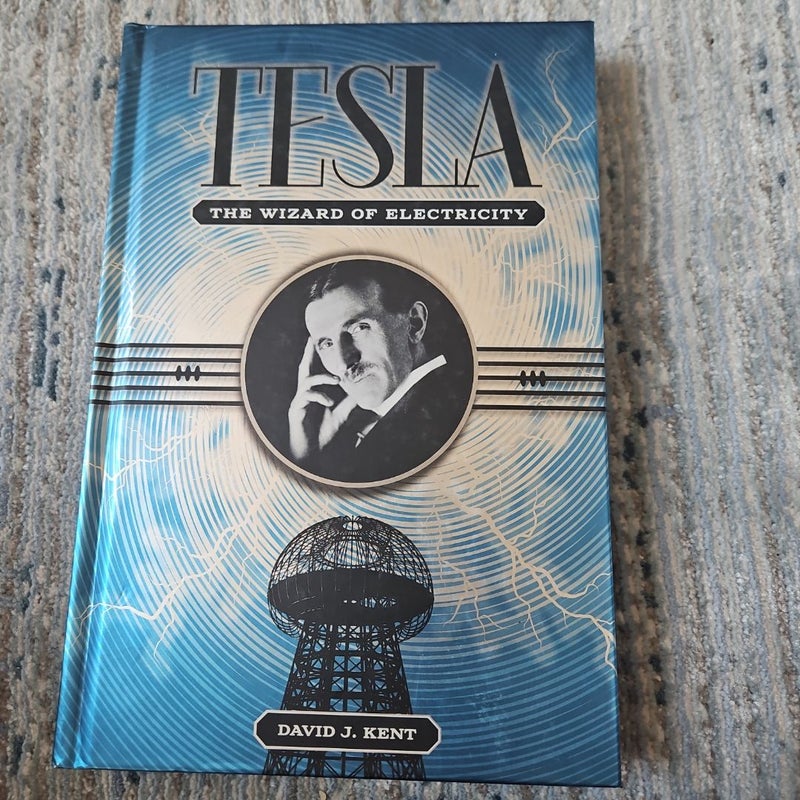 TESLA
THE WIZARD OF ELECTRICITY
DAVID J. KENT